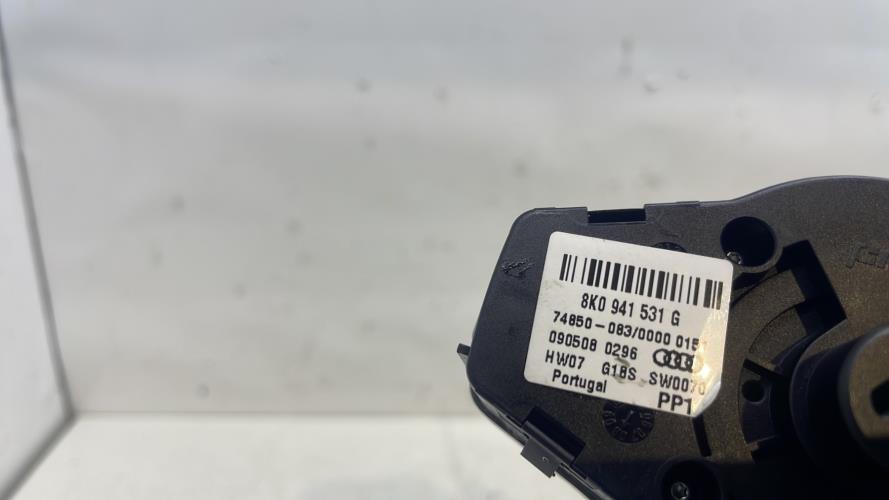 8K0 941 531 G
74850-083/0000 015
090508 0296
HW07 G18S SW0070
Portugal PP1